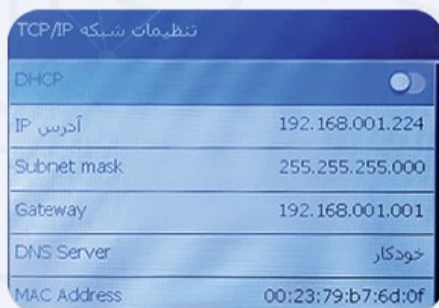 تنظیمات شبکه TCP/IP
DHCP
آدرس IP 192.168.001.224
Subnet mask 255.255.255.000
Gateway 192.168.001.001
DNS Server خودکار
MAC Address 00:23:79:b7:6d:0f